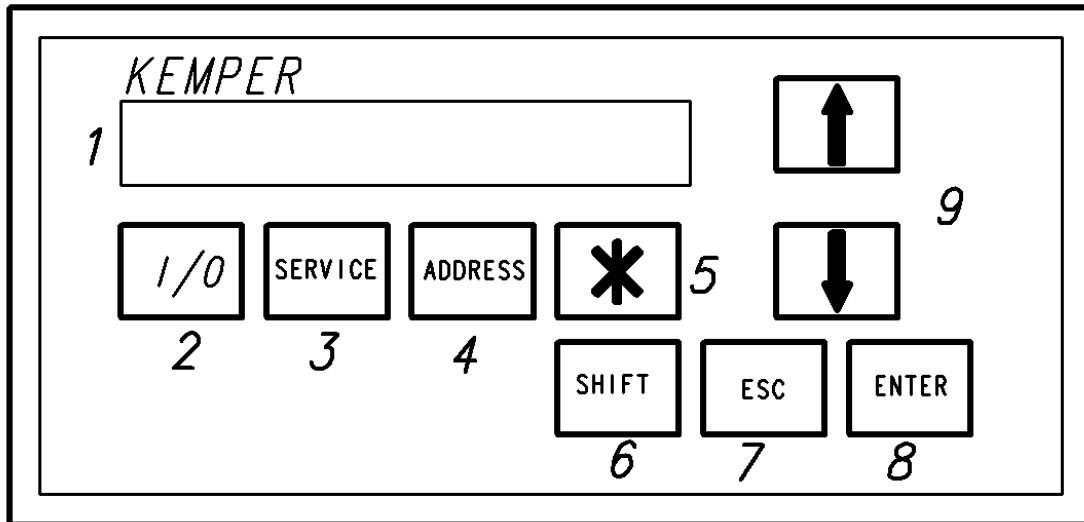 KEMPER
1
9
I/O SERVICE ADDRESS 5
2 3 4
SHIFT ESC ENTER
6 7 8